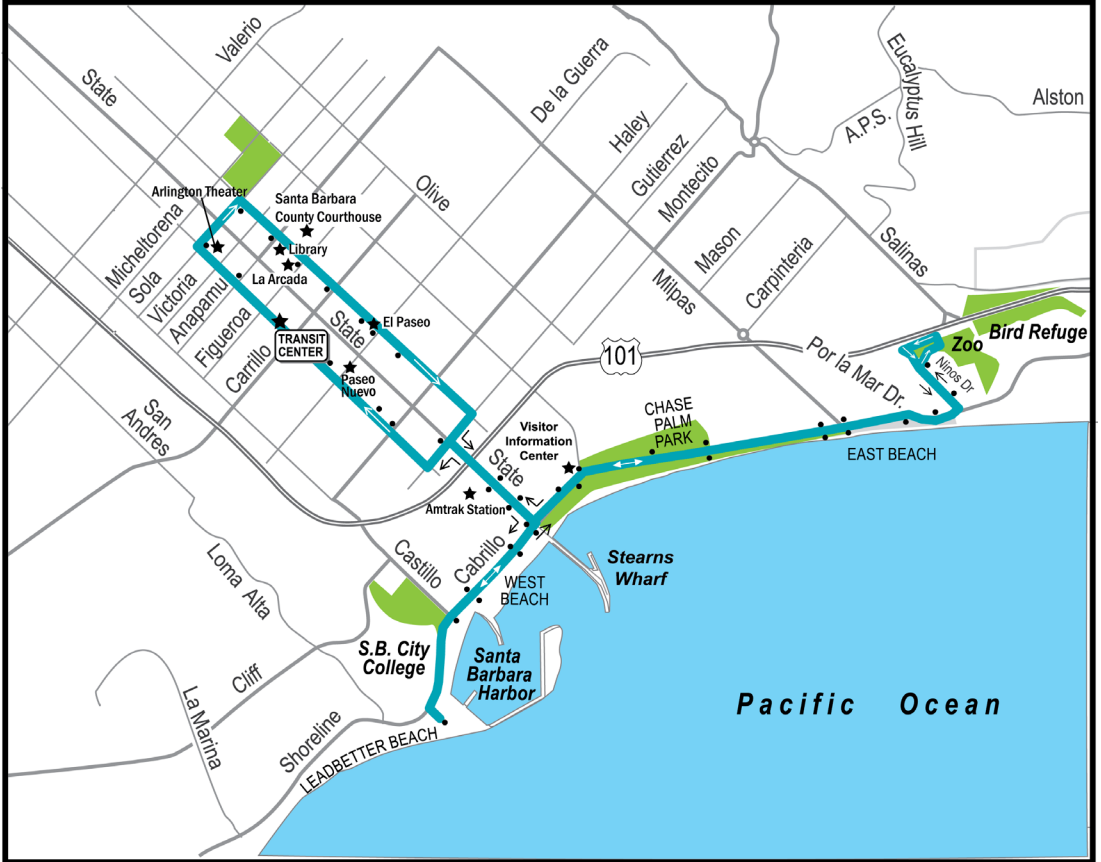 Valerio
State
De la Guerra
Eucalyptus Hill
Alston
A.P.S.
Haley
Gutierrez
Montecito
Arlington Theater
Santa Barbara
County Courthouse
Olive
Library
La Arcada
Micheltorena
Sola
Victoria
Anapamu
Figueroa
Carrillo
State
El Paseo
TRANSIT
CENTER
Paseo
Nuevo
Mason
Carpinteria
Milpas
Salinas
101
Por la Mar Dr.
Zoo
Bird Refuge
Ninos Dr
San
Andres
CHASE
PALM
PARK
Visitor
Information
Center
EAST BEACH
State
Amtrak Station
Castillo
Cabrillo
WEST
BEACH
Stearns
Wharf
Loma Alta
S.B. City
College
Santa
Barbara
Harbor
Cliff
La Marina
Shoreline
LEADBETTER BEACH
Pacific Ocean